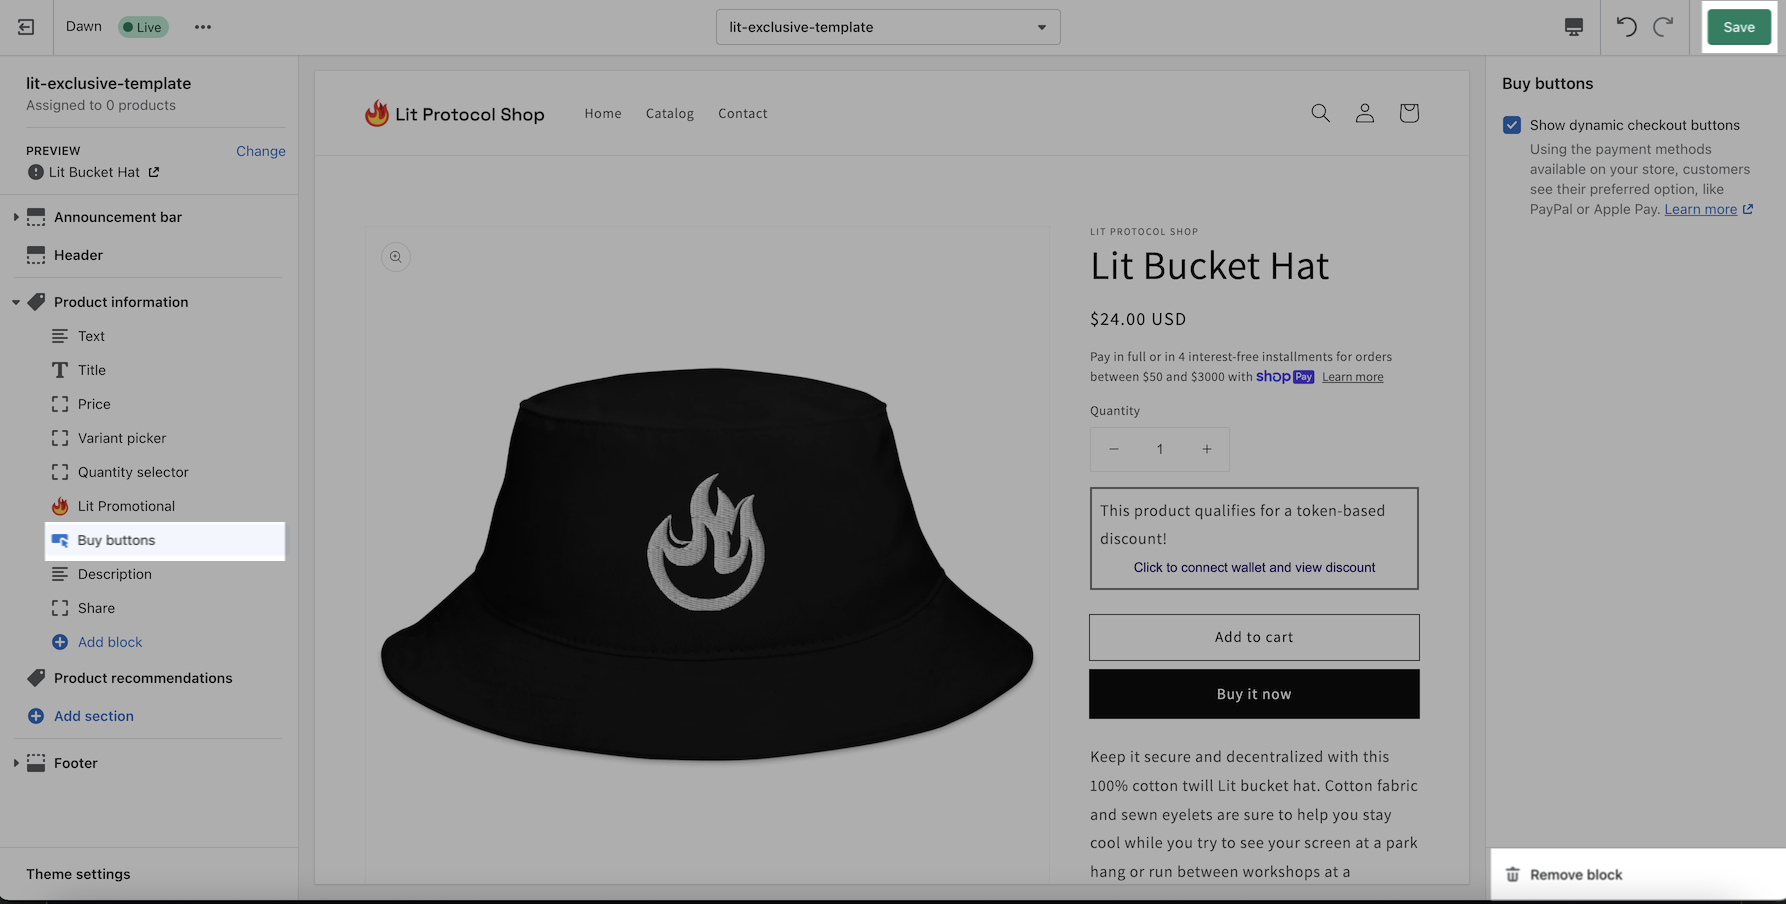 Dawn
Live
lit-exclusive-template
Save
lit-exclusive-template
Assigned to 0 products
PREVIEW
Change
Lit Bucket Hat
Announcement bar
Header
Product information
Text
Title
Price
Variant picker
Quantity selector
Lit Promotional
Buy buttons
Description
Share
Add block
Product recommendations
Add section
Footer
Theme settings
Lit Protocol Shop
Home
Catalog
Contact
LIT PROTOCOL SHOP
Lit Bucket Hat
$24.00 USD
Pay in full or in 4 interest-free installments for orders
between $50 and $3000 with shop Pay Learn more
Quantity
− 1 +
This product qualifies for a token-based
discount!
Click to connect wallet and view discount
Add to cart
Buy it now
Keep it secure and decentralized with this
100% cotton twill Lit bucket hat. Cotton fabric
and sewn eyelets are sure to help you stay
cool while you try to see your screen at a park
hang or run between workshops at a
Buy buttons
Show dynamic checkout buttons
Using the payment methods
available on your store, customers
see their preferred option, like
PayPal or Apple Pay. Learn more
Remove block